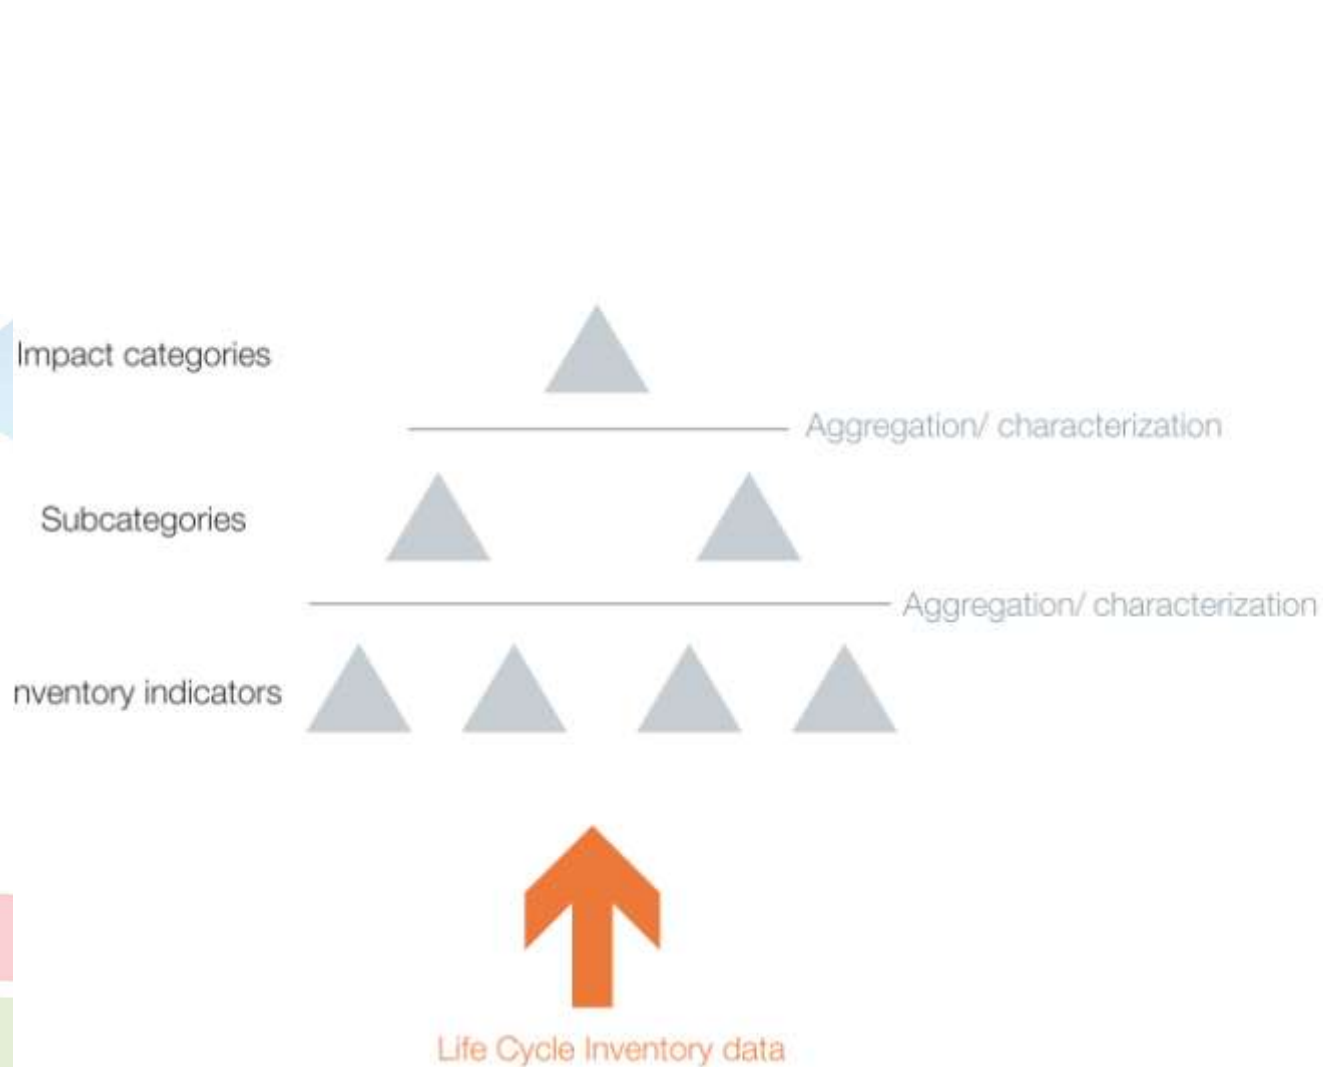 Impact categories
Aggregation/ characterization
Subcategories
Aggregation/ characterization
nventory indicators
Life Cycle Inventory data